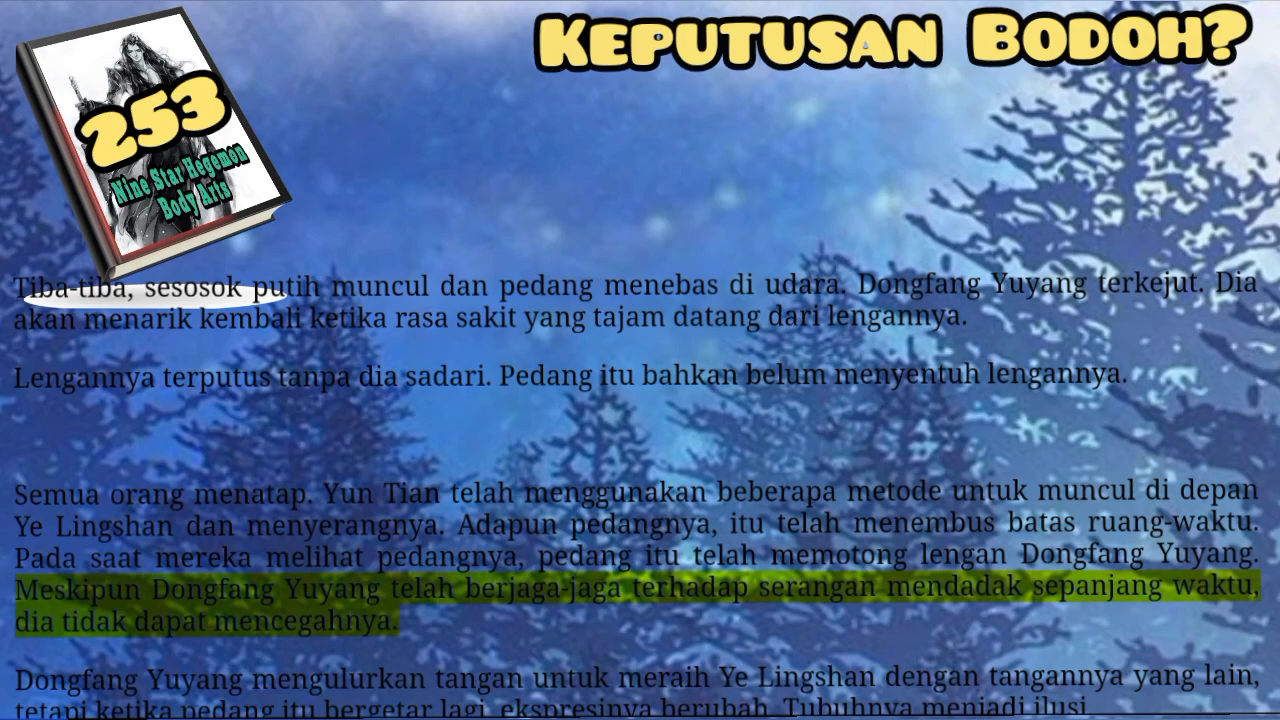 Keputusan Bodoh?
253
Nine Star Hegemon
Body Arts
Tiba-tiba, sesosok putih muncul dan pedang menebas di udara. Dongfang Yuyang terkejut. Dia
akan menarik kembali ketika rasa sakit yang tajam datang dari lengannya.
Lengannya terputus tanpa dia sadari. Pedang itu bahkan belum menyentuh lengannya.
Semua orang menatap. Yun Tian telah menggunakan beberapa metode untuk muncul di depan
Ye Lingshan dan menyerangnya. Adapun pedangnya, itu telah menembus batas ruang-waktu.
Pada saat mereka melihat pedangnya, pedang itu telah memotong lengan Dongfang Yuyang.
Meskipun Dongfang Yuyang telah berjaga-jaga terhadap serangan mendadak sepanjang waktu,
dia tidak dapat mencegahnya.
Dongfang Yuyang mengulurkan tangan untuk meraih Ye Lingshan dengan tangannya yang lain,
tetapi ketika pedang itu bergetar lagi, ekspresinya berubah. Tubuhnya menjadi ilusi